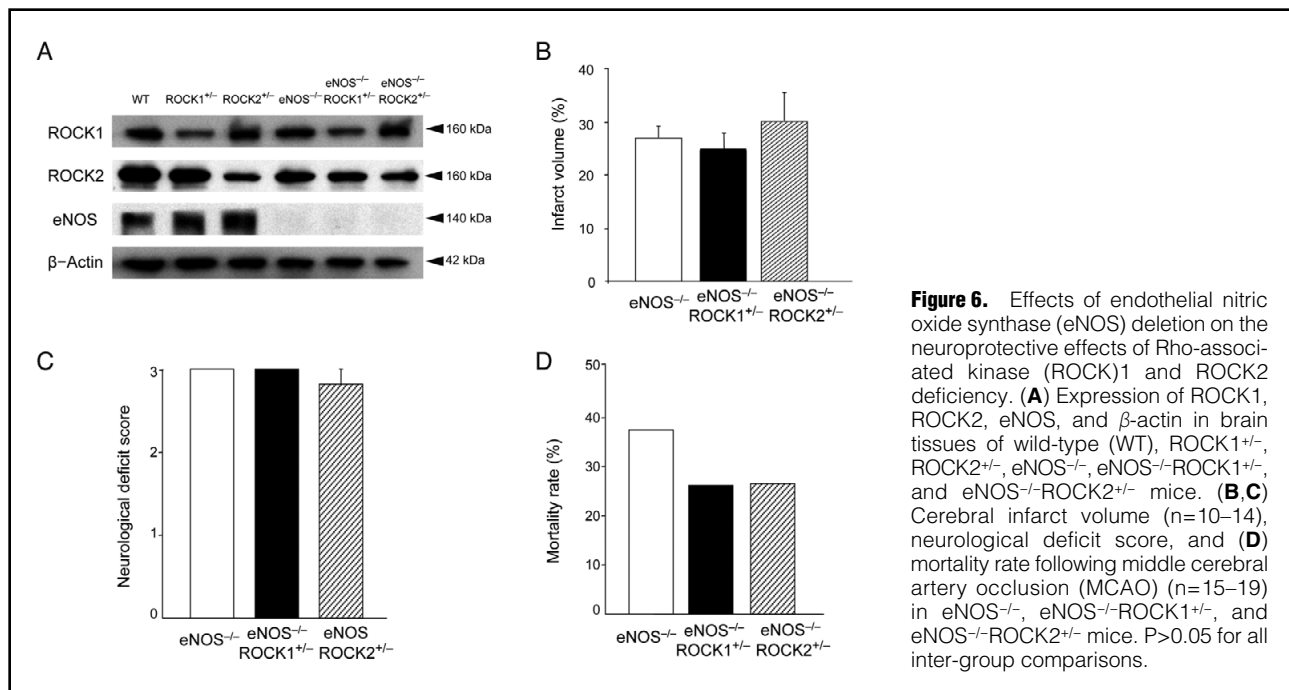 A
WT ROCK1+/− ROCK2+/− eNOS−/− eNOS−/−ROCK1+/− eNOS−/−ROCK2+/−
ROCK1 160 kDa
ROCK2 160 kDa
eNOS 140 kDa
β−Actin 42 kDa
B
Infarct volume (%)
40
30
20
10
0
eNOS−/− eNOS−/− eNOS−/−
ROCK1+/− ROCK2+/−
C
Neurological deficit score
3
2
1
0
eNOS−/− eNOS−/− eNOS
ROCK1+/− ROCK2+/−
D
Mortality rate (%)
50
40
30
20
10
0
eNOS−/− eNOS−/− eNOS−/−
ROCK1+/− ROCK2+/−
Figure 6. Effects of endothelial nitric
oxide synthase (eNOS) deletion on the
neuroprotective effects of Rho-associ-
ated kinase (ROCK)1 and ROCK2
deficiency. (A) Expression of ROCK1,
ROCK2, eNOS, and β-actin in brain
tissues of wild-type (WT), ROCK1+/−,
ROCK2+/−, eNOS−/−, eNOS−/−ROCK1+/−,
and eNOS−/−ROCK2+/− mice. (B,C)
Cerebral infarct volume (n=10–14),
neurological deficit score, and (D)
mortality rate following middle cerebral
artery occlusion (MCAO) (n=15–19)
in eNOS−/−, eNOS−/−ROCK1+/−, and
eNOS−/−ROCK2+/− mice. P>0.05 for all
inter-group comparisons.